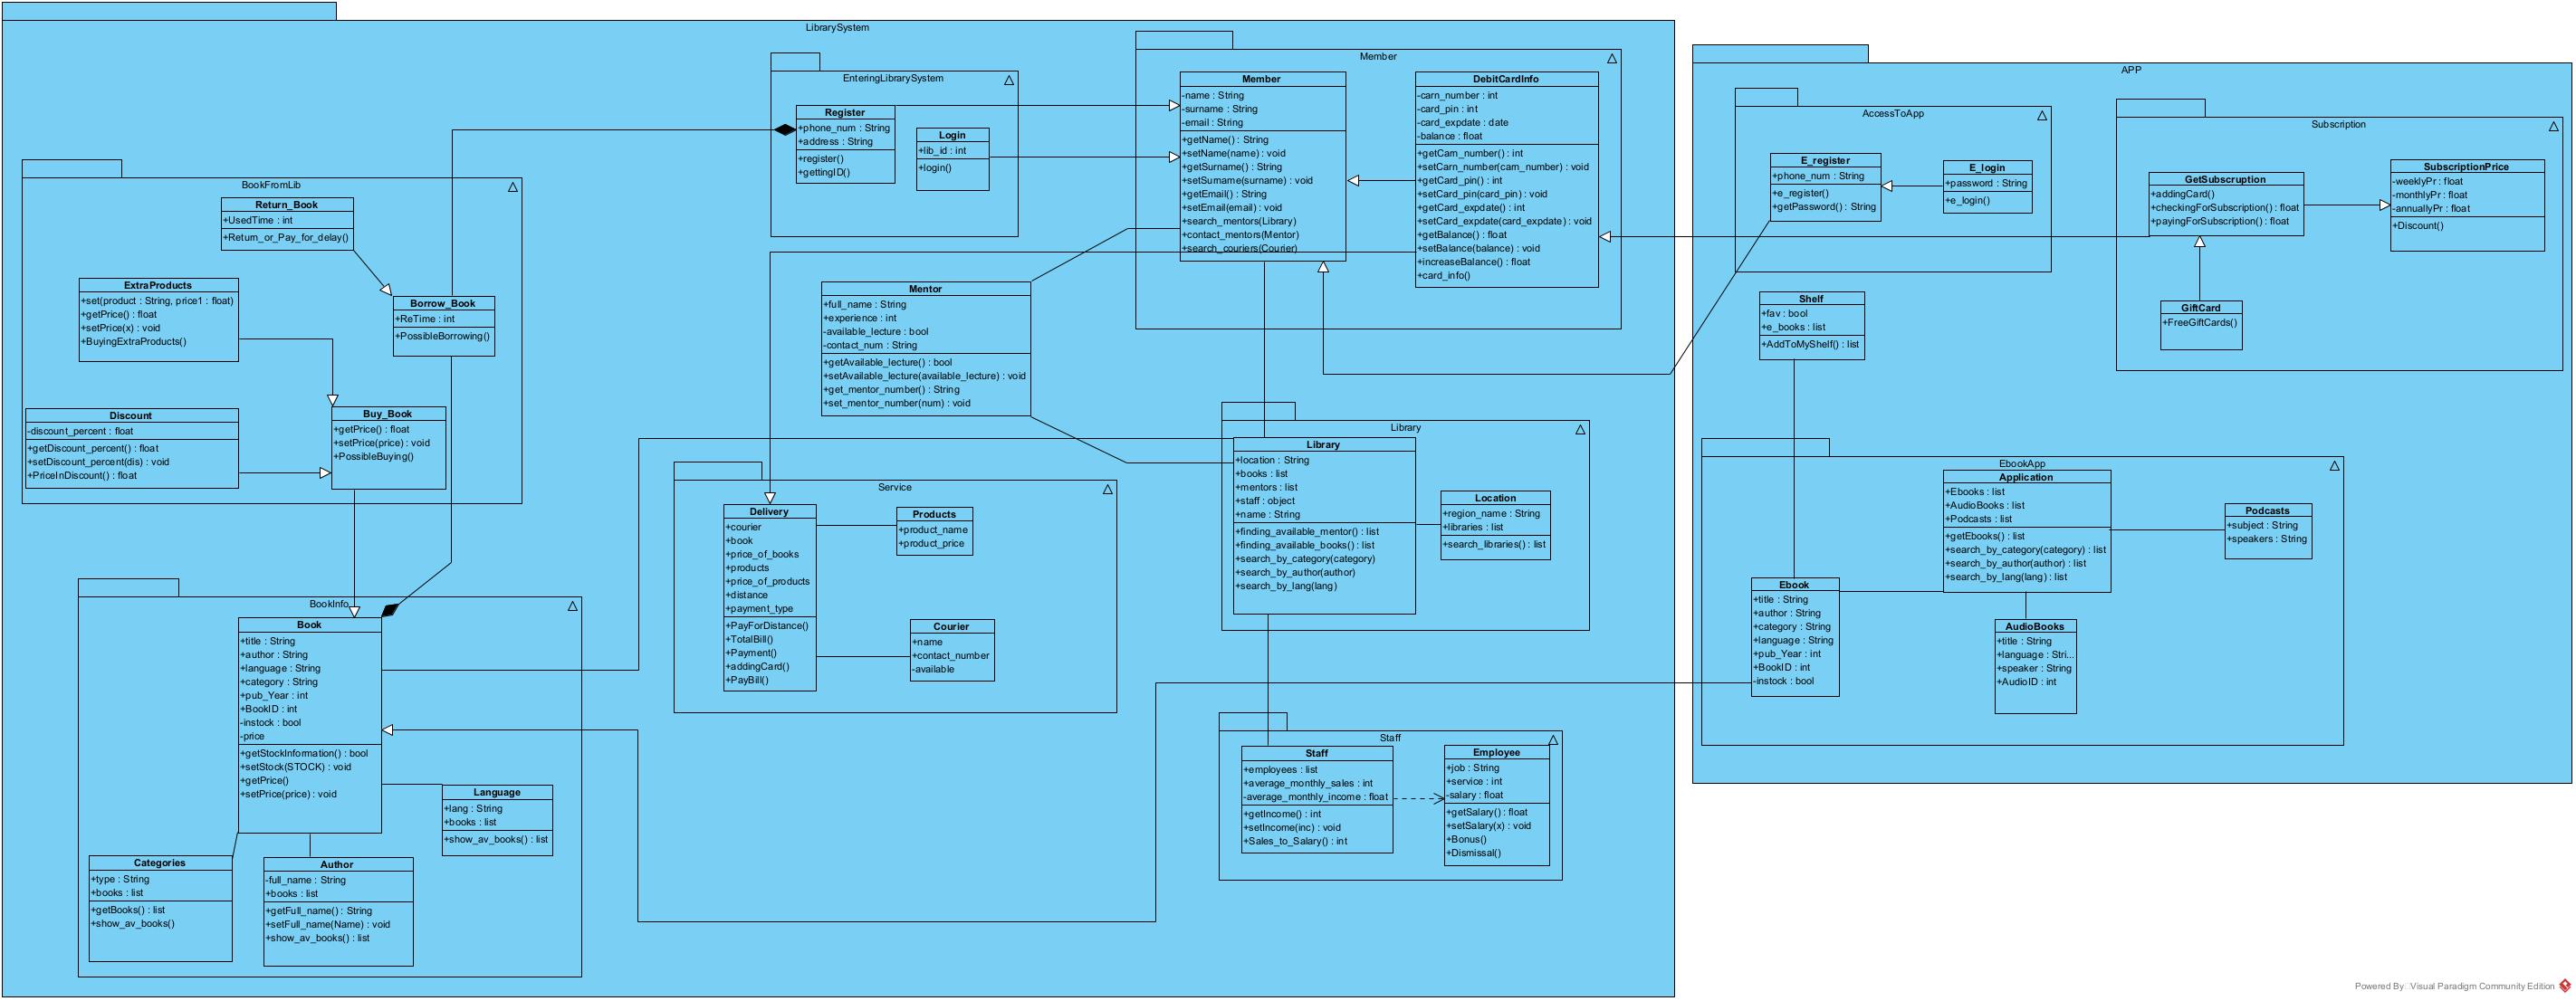 LibrarySystem
EnteringLibrarySystem
Register
+phone_num : String
+address : String
+register()
+gettingID()
Login
+lib_id : int
+login()
Member
Member
-name : String
-surname : String
-email : String
+getName() : String
+setName(name) : void
+getSurname() : String
+setSurname(surname) : void
+getEmail() : String
+setEmail(email) : void
+search_mentors(Library)
+contact_mentors(Mentor)
+search_couriers(Courier)
DebitCardInfo
-carn_number : int
-card_pin : int
-card_expdate : date
-balance : float
+getCarn_number() : int
+setCarn_number(carn_number) : void
+getCard_pin() : int
+setCard_pin(card_pin) : void
+getCard_expdate() : int
+setCard_expdate(card_expdate) : void
+getBalance() : float
+setBalance(balance) : void
+increaseBalance() : float
+card_info()
BookFromLib
Return_Book
+UsedTime : int
+Return_or_Pay_for_delay()
ExtraProducts
+set(product : String, price1 : float)
+getPrice() : float
+setPrice(x) : void
+BuyingExtraProducts()
Borrow_Book
+ReTime : int
+PossibleBorrowing()
Discount
-discount_percent : float
+getDiscount_percent() : float
+setDiscount_percent(dis) : void
+PriceInDiscount() : float
Buy_Book
+getPrice() : float
+setPrice(price) : void
+PossibleBuying()
Mentor
+full_name : String
+experience : int
-available_lecture : bool
-contact_num : String
+getAvailable_lecture() : bool
+setAvailable_lecture(available_lecture) : void
+get_mentor_number() : String
+set_mentor_number(num) : void
Service
Delivery
+courier
+book
+price_of_books
+products
+price_of_products
+distance
+payment_type
+PayForDistance()
+TotalBill()
+Payment()
+addingCard()
+PayBill()
Products
+product_name
+product_price
Courier
+name
+contact_number
-available
Library
Library
+location : String
+books : list
+mentors : list
+staff : object
+name : String
+finding_available_mentor() : list
+finding_available_books() : list
+search_by_category(category)
+search_by_author(author)
+search_by_lang(lang)
Location
+region_name : String
+libraries : list
+search_libraries() : list
BookInfo
Book
+title : String
+author : String
+language : String
+category : String
+pub_Year : int
+BookID : int
-instock : bool
-price
+getStockInformation() : bool
+setStock(STOCK) : void
+getPrice()
+setPrice(price) : void
Language
+lang : String
+books : list
+show_av_books() : list
Categories
+type : String
+books : list
+getBooks() : list
+show_av_books()
Author
-full_name : String
+books : list
+getFull_name() : String
+setFull_name(Name) : void
+show_av_books() : list
Staff
Staff
+employees : list
+average_monthly_sales : int
-average_monthly_income : float
+getIncome() : int
+setIncome(inc) : void
+Sales_to_Salary() : int
Employee
+job : String
+service : int
-salary : float
+getSalary() : float
+setSalary(x) : void
+Bonus()
+Dismissal()
APP
AccessToApp
E_register
+phone_num : String
+e_register()
+getPassword() : String
E_login
+password : String
+e_login()
Subscription
GetSubscruption
+addingCard()
+checkingForSubscription() : float
+payingForSubscription() : float
SubscriptionPrice
-weeklyPr : float
-monthlyPr : float
-annuallyPr : float
+Discount()
GiftCard
+FreeGiftCards()
Shelf
+fav : bool
+e_books : list
+AddToMyShelf() : list
EbookApp
Application
+Ebooks : list
+AudioBooks : list
+Podcasts : list
+getEbooks() : list
+search_by_category(category) : list
+search_by_author(author) : list
+search_by_lang(lang) : list
Podcasts
+subject : String
+speakers : String
Ebook
+title : String
+author : String
+category : String
+language : String
+pub_Year : int
+BookID : int
-instock : bool
AudioBooks
+title : String
+language : Stri...
+speaker : String
+AudioID : int
Powered By Visual Paradigm Community Edition